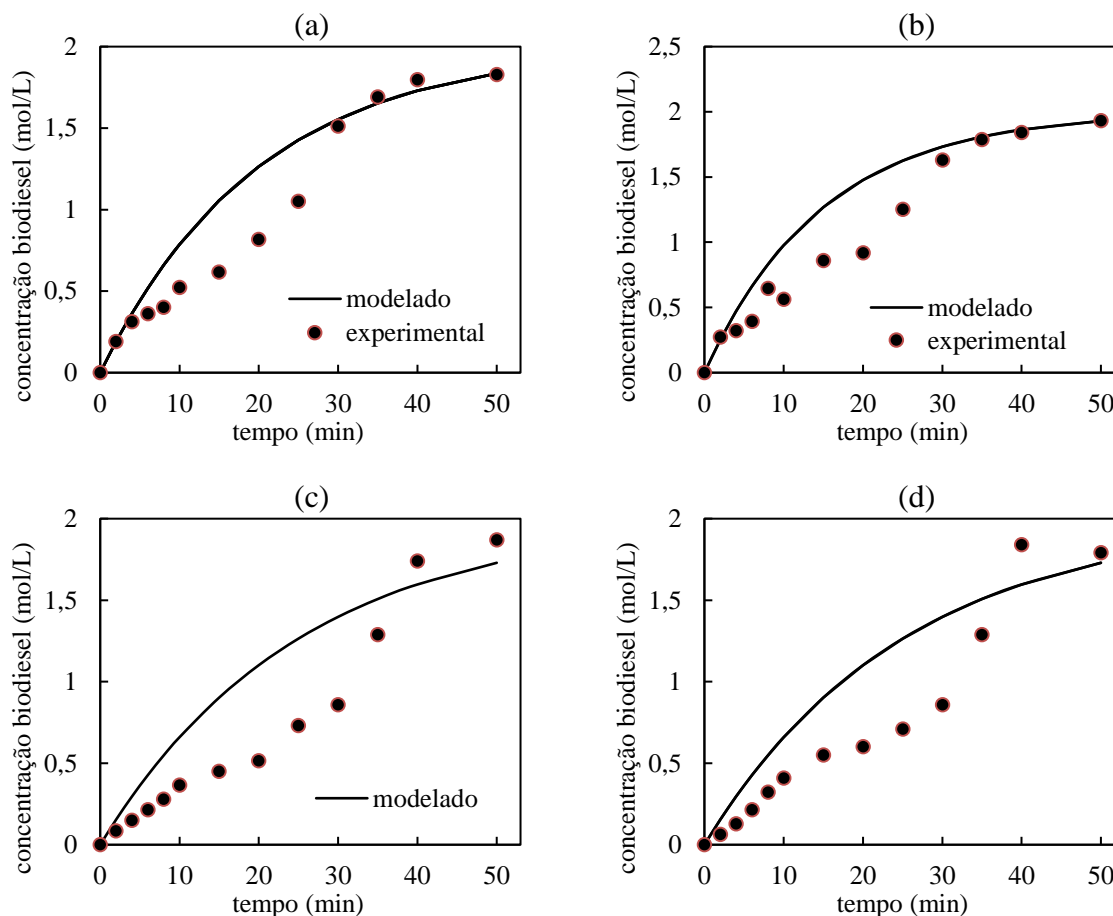 (a)
concentração biodiesel (mol/L)
2
1,5
1
0,5
0
modelado
experimental
0 10 20 30 40 50
tempo (min)
(b)
concentração biodiesel (mol/L)
2,5
2
1,5
1
0,5
0
modelado
experimental
0 10 20 30 40 50
tempo (min)
(c)
concentração biodiesel (mol/L)
2
1,5
1
0,5
0
modelado
0 10 20 30 40 50
tempo (min)
(d)
concentração biodiesel (mol/L)
2
1,5
1
0,5
0
0 10 20 30 40 50
tempo (min)